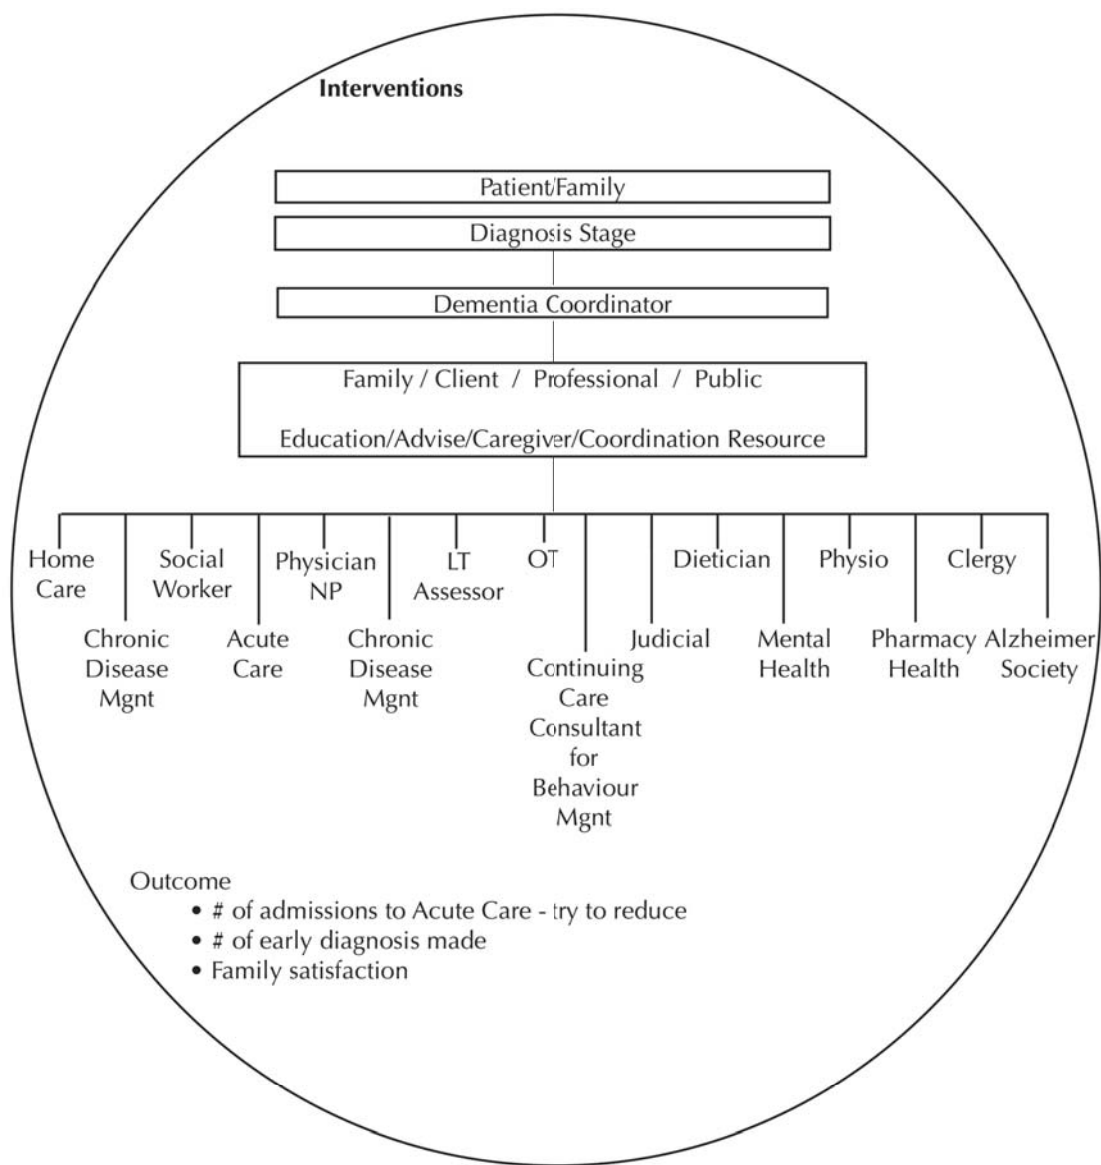 Interventions
Patient/Family
Diagnosis Stage
Dementia Coordinator
Family / Client / Professional / Public
Education/Advise/Caregiver/Coordination Resource
Home
Care
Chronic
Disease
Mgnt
Social
Worker
Acute
Care
Physician
NP
Chronic
Disease
Mgnt
LT
Assessor
OT
Continuing
Care
Consultant
for
Behaviour
Mgnt
Judicial
Dietician
Mental
Health
Physio
Pharmacy
Health
Clergy
Alzheimer
Society
Outcome
• # of admissions to Acute Care - try to reduce
• # of early diagnosis made
• Family satisfaction